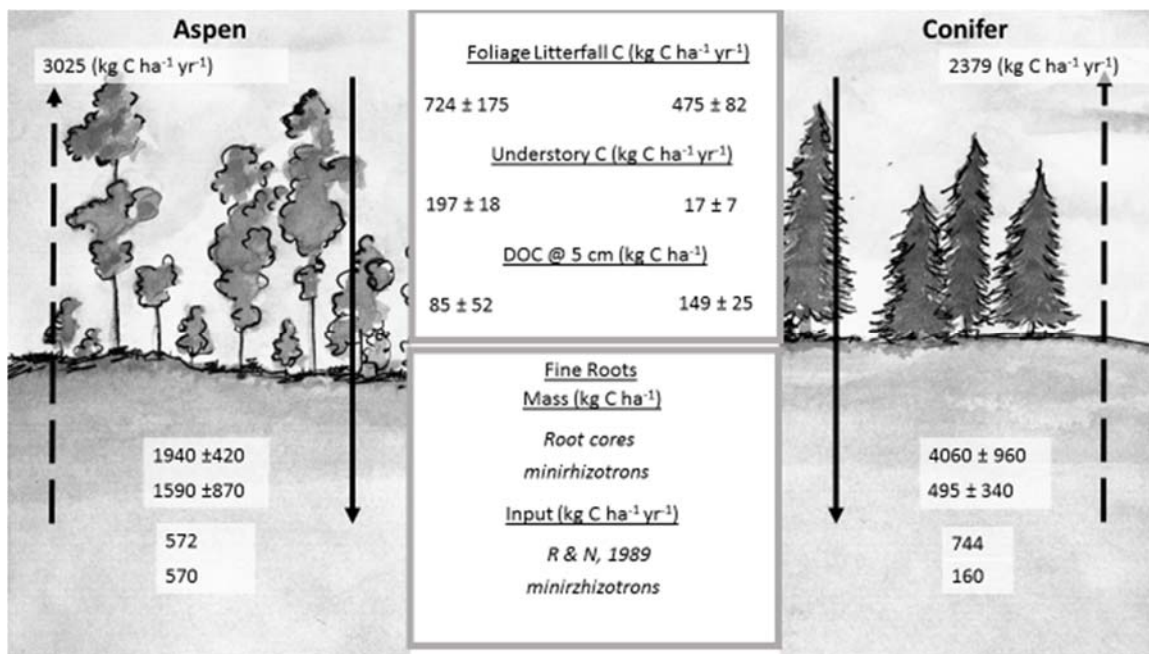 Aspen
3025 (kg C ha⁻¹ yr⁻¹)
Foliage Litterfall C (kg C ha⁻¹ yr⁻¹)
724 ± 175 475 ± 82
Understory C (kg C ha⁻¹ yr⁻¹)
197 ± 18 17 ± 7
DOC @ 5 cm (kg C ha⁻¹)
85 ± 52 149 ± 25
Conifer
2379 (kg C ha⁻¹ yr⁻¹)
Fine Roots
Mass (kg C ha⁻¹)
Root cores
minirhizotrons
Input (kg C ha⁻¹ yr⁻¹)
R & N, 1989
minirzhizotrons
1940 ±420
1590 ±870
572
570
4060 ± 960
495 ± 340
744
160